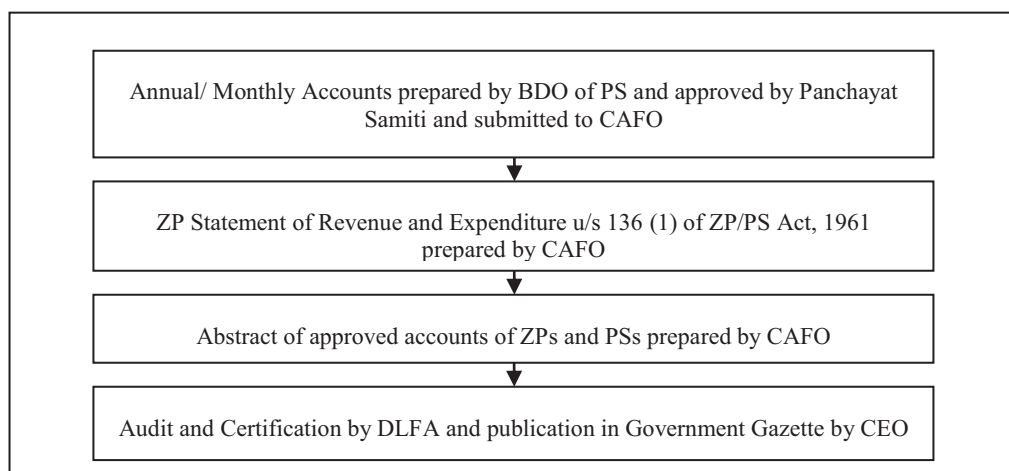 Annual/ Monthly Accounts prepared by BDO of PS and approved by Panchayat
Samiti and submitted to CAFO
ZP Statement of Revenue and Expenditure u/s 136 (1) of ZP/PS Act, 1961
prepared by CAFO
Abstract of approved accounts of ZPs and PSs prepared by CAFO
Audit and Certification by DLFA and publication in Government Gazette by CEO